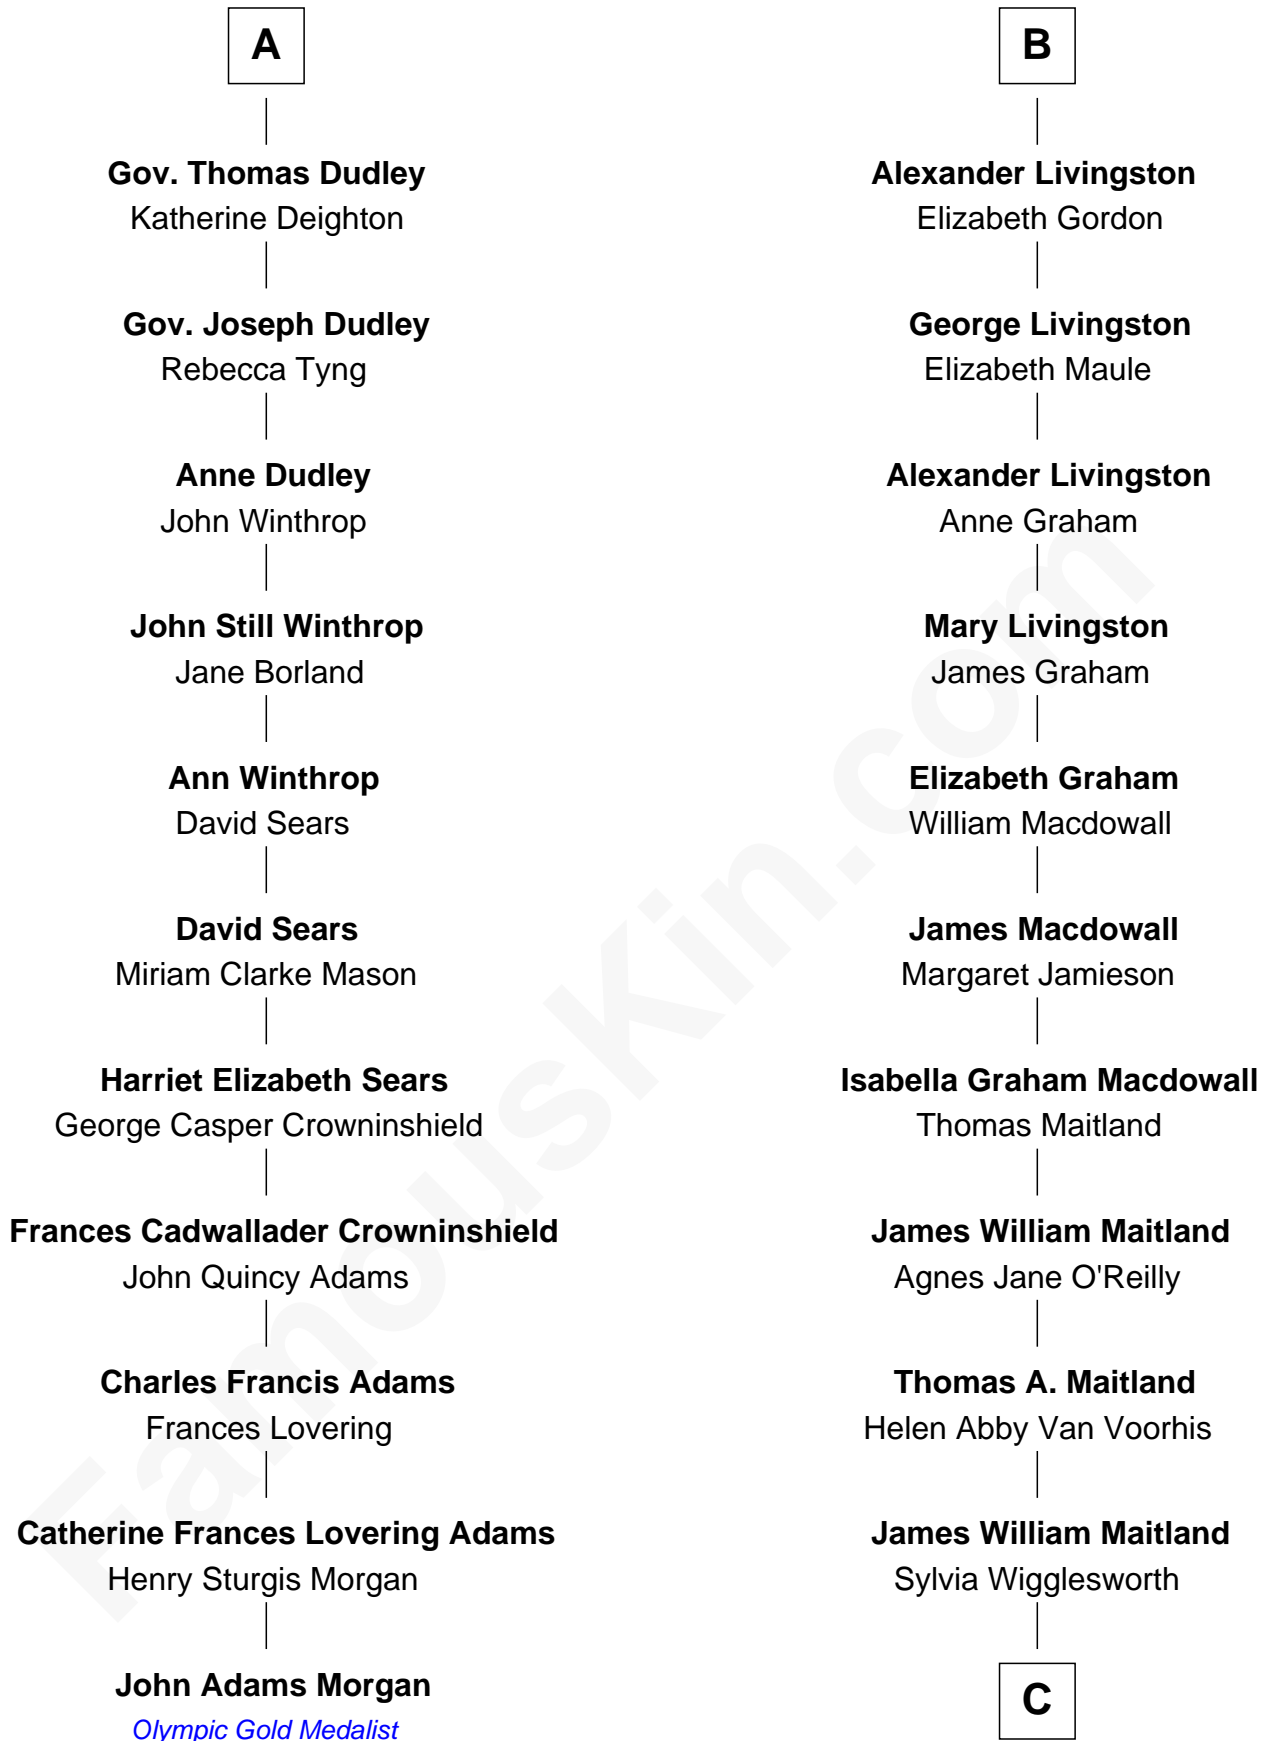 A
Gov. Thomas Dudley
Katherine Deighton
Gov. Joseph Dudley
Rebecca Tyng
Anne Dudley
John Winthrop
John Still Winthrop
Jane Borland
Ann Winthrop
David Sears
David Sears
Miriam Clarke Mason
Harriet Elizabeth Sears
George Casper Crowninshield
Frances Cadwallader Crowninshield
John Quincy Adams
Charles Francis Adams
Frances Lovering
Catherine Frances Lovering Adams
Henry Sturgis Morgan
John Adams Morgan
Olympic Gold Medalist
B
Alexander Livingston
Elizabeth Gordon
George Livingston
Elizabeth Maule
Alexander Livingston
Anne Graham
Mary Livingston
James Graham
Elizabeth Graham
William Macdowall
James Macdowall
Margaret Jamieson
Isabella Graham Macdowall
Thomas Maitland
James William Maitland
Agnes Jane O'Reilly
Thomas A. Maitland
Helen Abby Van Voorhis
James William Maitland
Sylvia Wigglesworth
C
FamousKin.com